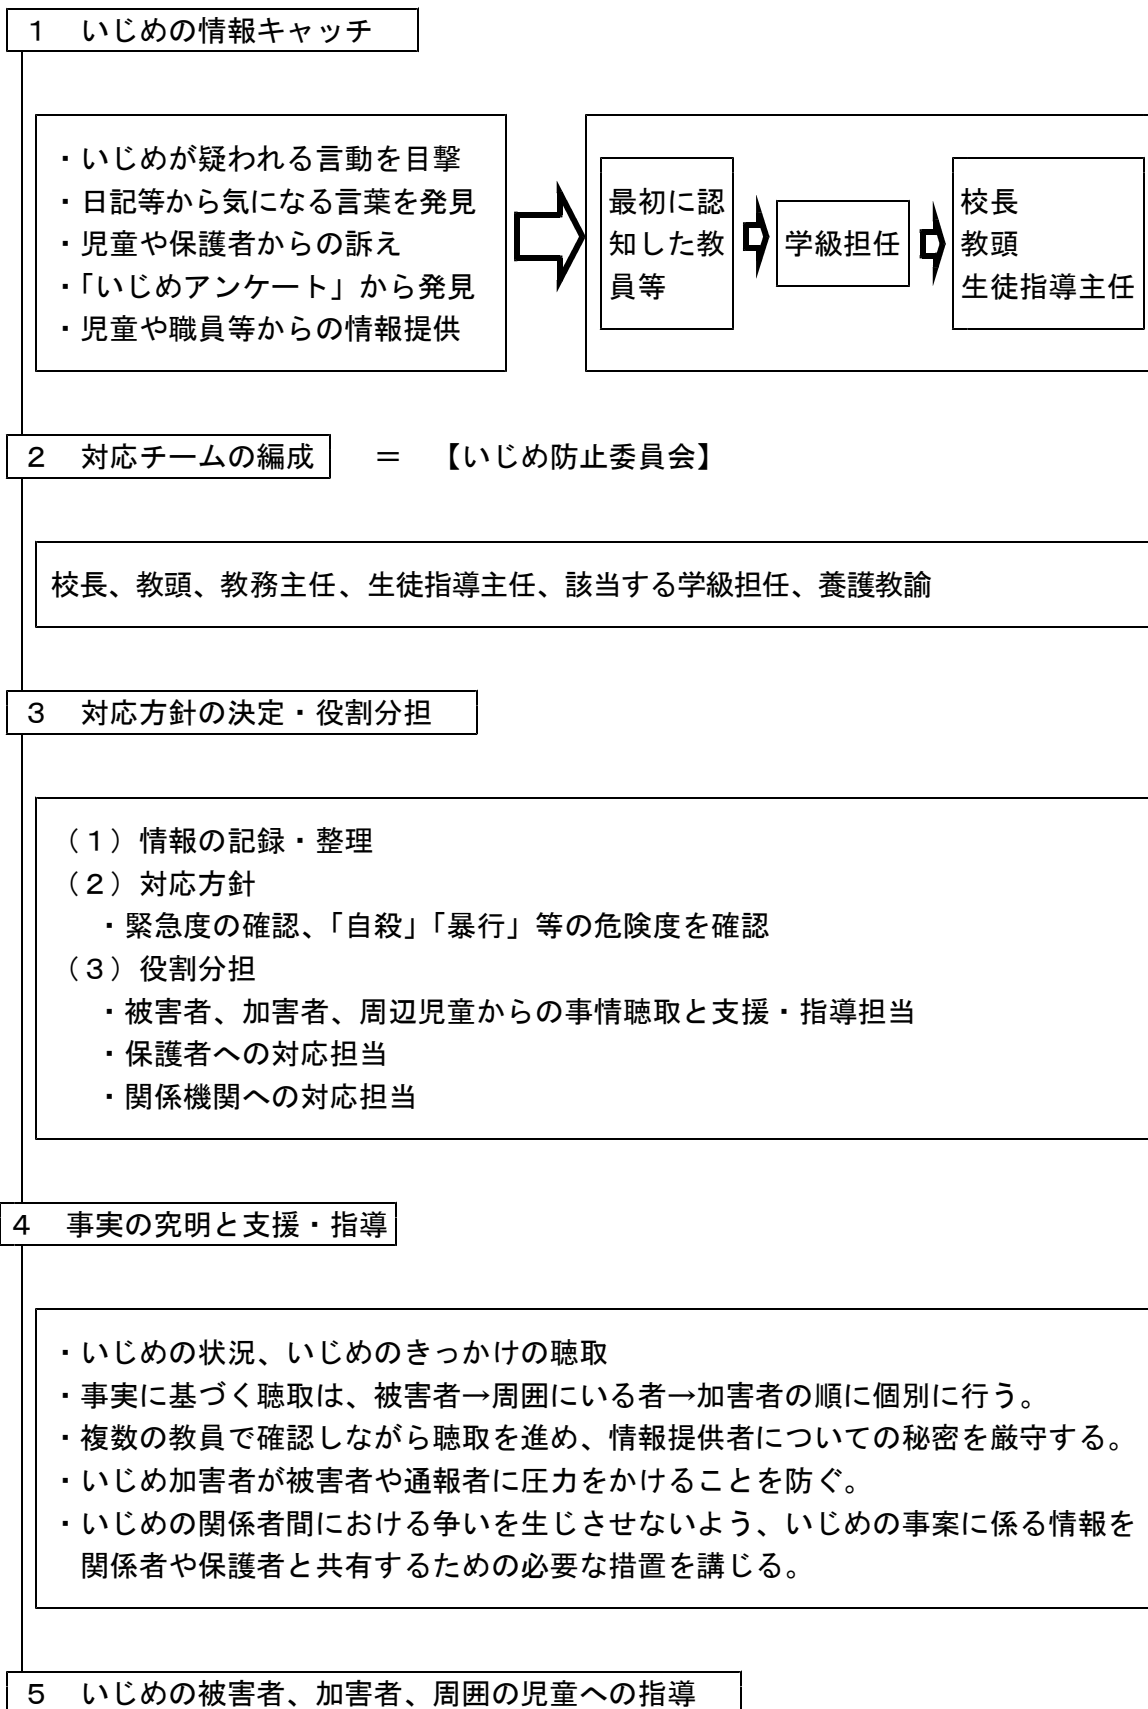 １　いじめの情報キャッチ
・いじめが疑われる言動を目撃
・日記等から気になる言葉を発見
・児童や保護者からの訴え
・「いじめアンケート」から発見
・児童や職員等からの情報提供
最初に認
知した教
員等
学級担任
校長
教頭
生徒指導主任
２　対応チームの編成　＝　【いじめ防止委員会】
校長、教頭、教務主任、生徒指導主任、該当する学級担任、養護教諭
３　対応方針の決定・役割分担
（１）情報の記録・整理
（２）対応方針
・緊急度の確認、「自殺」「暴行」等の危険度を確認
（３）役割分担
・被害者、加害者、周辺児童からの事情聴取と支援・指導担当
・保護者への対応担当
・関係機関への対応担当
４　事実の究明と支援・指導
・いじめの状況、いじめのきっかけの聴取
・事実に基づく聴取は、被害者→周囲にいる者→加害者の順に個別に行う。
・複数の教員で確認しながら聴取を進め、情報提供者についての秘密を厳守する。
・いじめ加害者が被害者や通報者に圧力をかけることを防ぐ。
・いじめの関係者間における争いを生じさせないよう、いじめの事案に係る情報を
関係者や保護者と共有するための必要な措置を講じる。
５　いじめの被害者、加害者、周囲の児童への指導